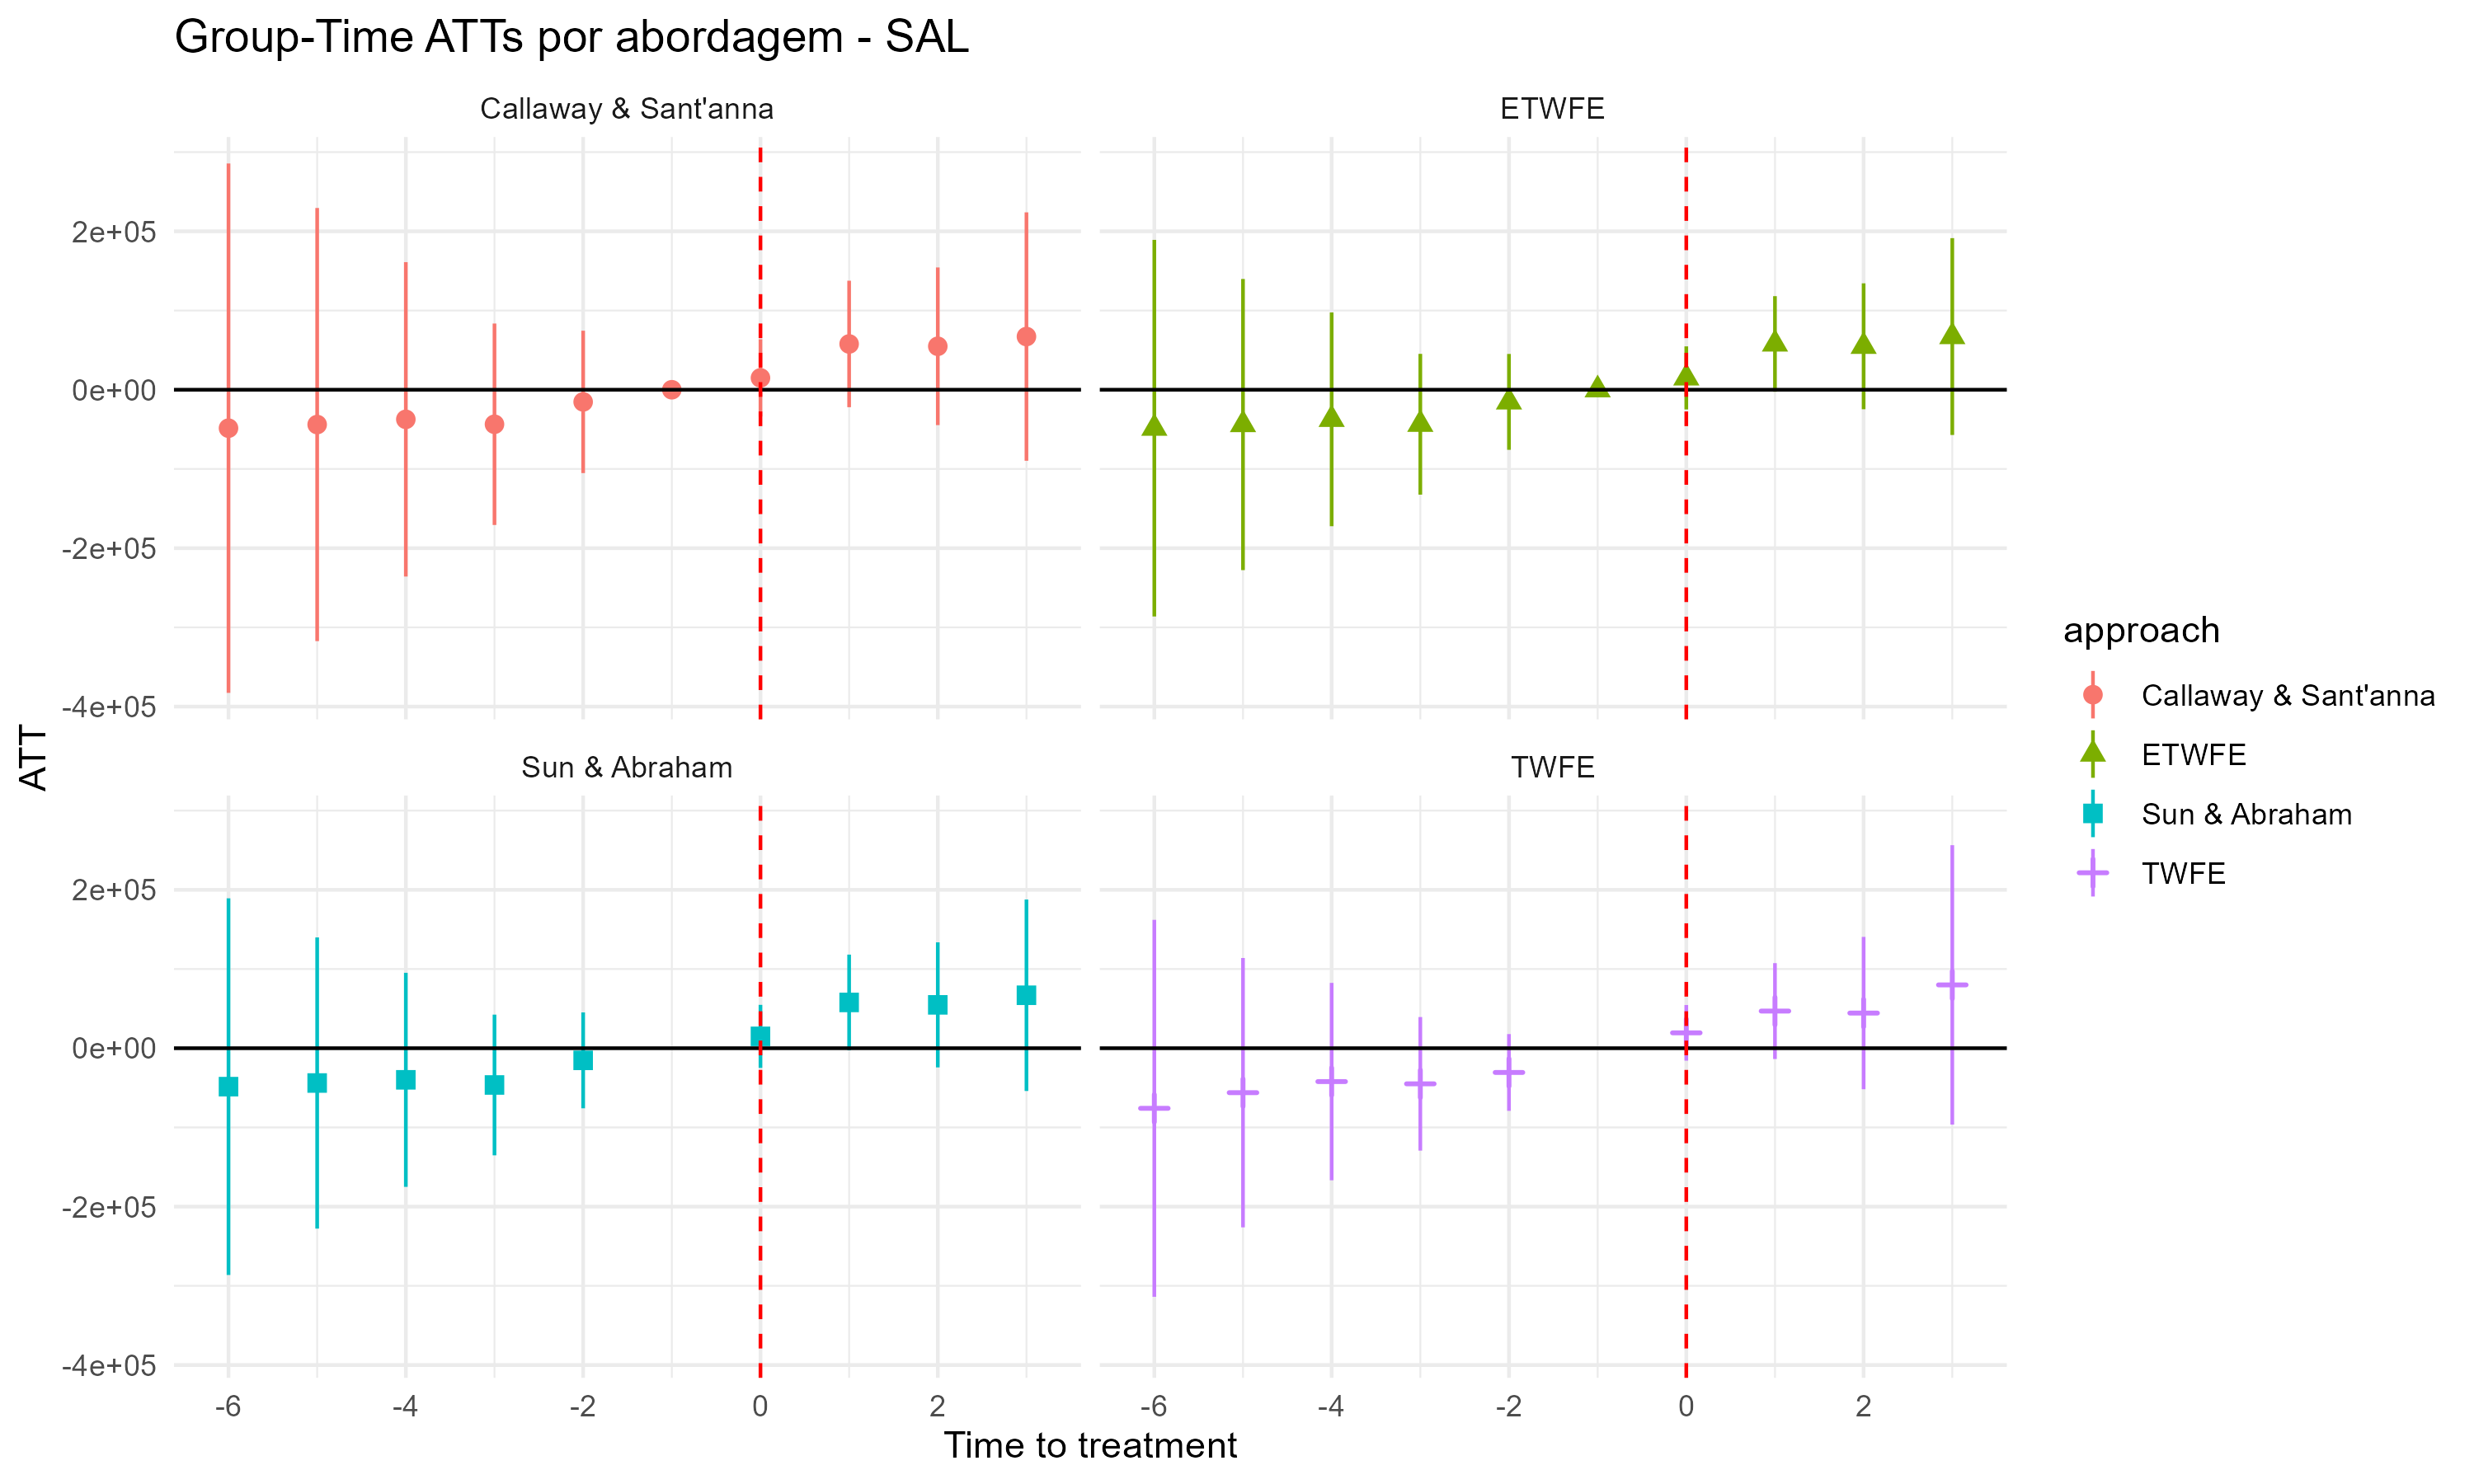 Group-Time ATTs por abordagem - SAL
Callaway & Sant'anna
ETWFE
2e+05
0e+00
-2e+05
-4e+05
Sun & Abraham
TWFE
2e+05
0e+00
-2e+05
-4e+05
-6 -4 -2 0 2
-6 -4 -2 0 2
Time to treatment
ATT
approach
Callaway & Sant'anna
ETWFE
Sun & Abraham
TWFE